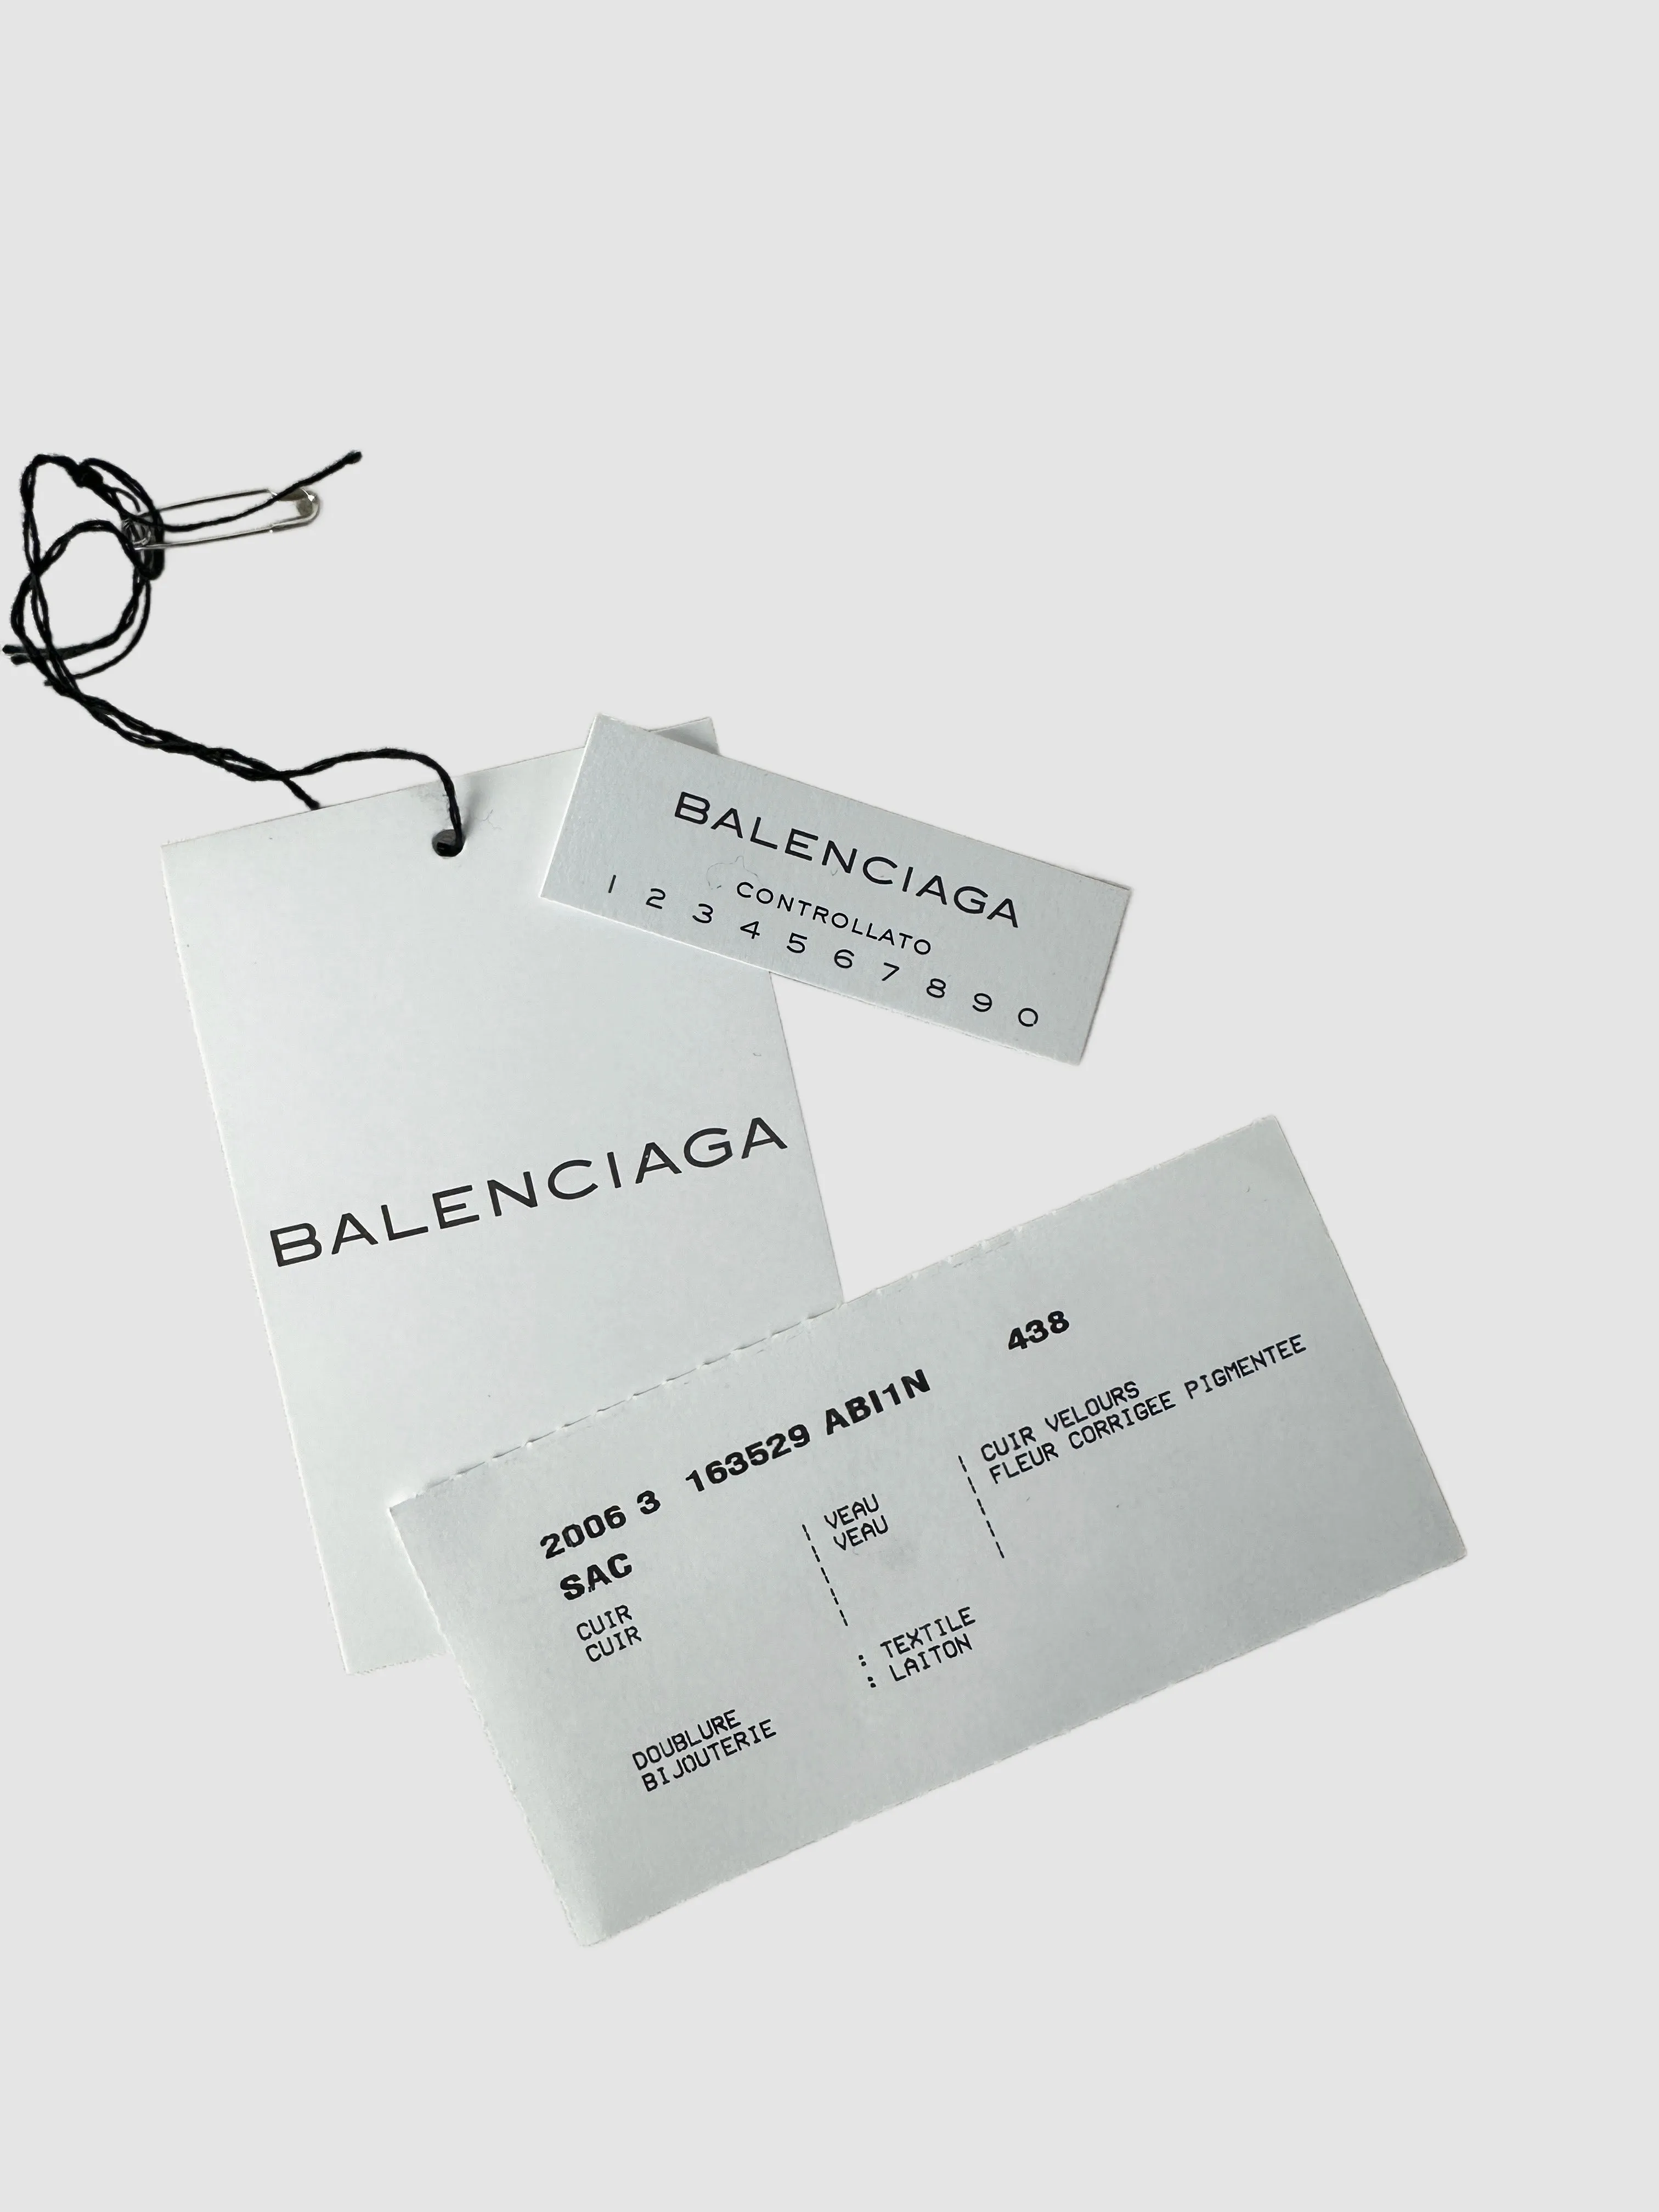 BALENCIAGA
CONTROLLATO
1 2 3 4 5 6 7 8 9 0
BALENCIAGA
2006 3 163529 ABI1N 438
SAC
CUIR | VEAU | CUIR VELOURS
CUIR | VEAU | FLEUR CORRIGEE PIGMENTEE
DOUBLURE : TEXTILE
BIJOUTERIE : LAITON